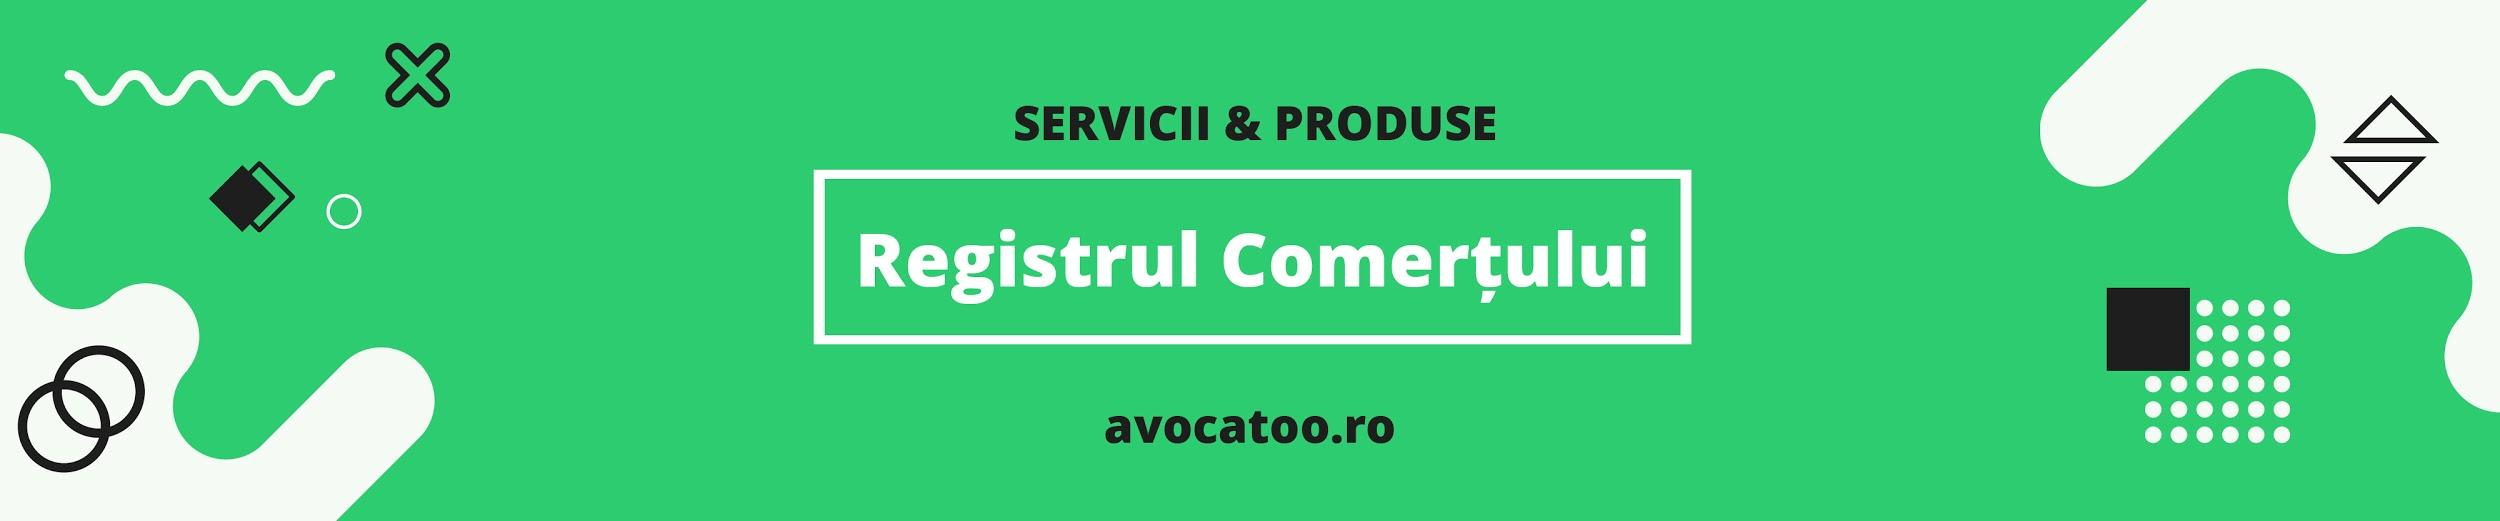 SERVICII & PRODUSE
Registrul Comerțului
avocatoo.ro